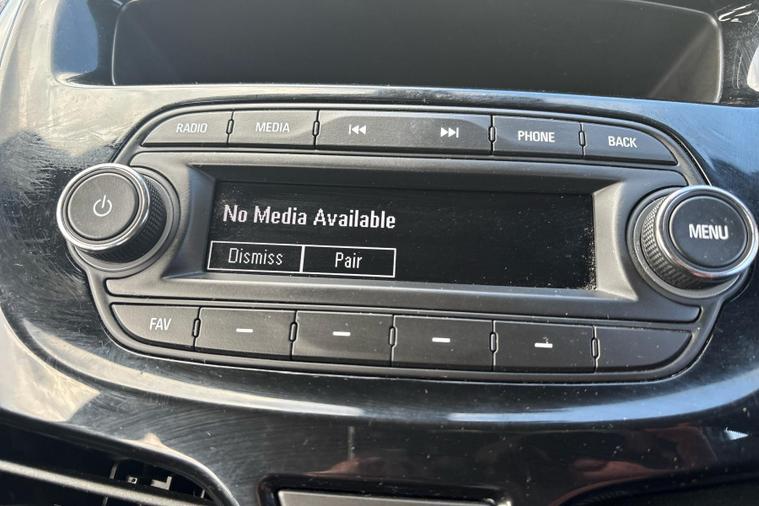 RADIO MEDIA PHONE BACK
No Media Available
Dismiss Pair
MENU
FAV